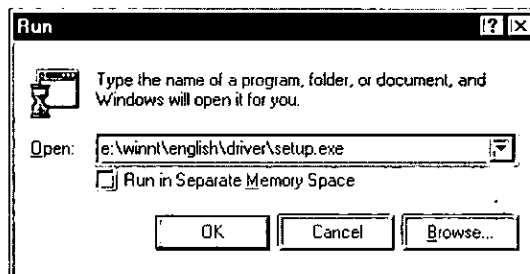 Run
Type the name of a program, folder, or document, and
Windows will open it for you.
Open: e:\winnt\english\driver\setup.exe
Run in Separate Memory Space
OK Cancel Browse...